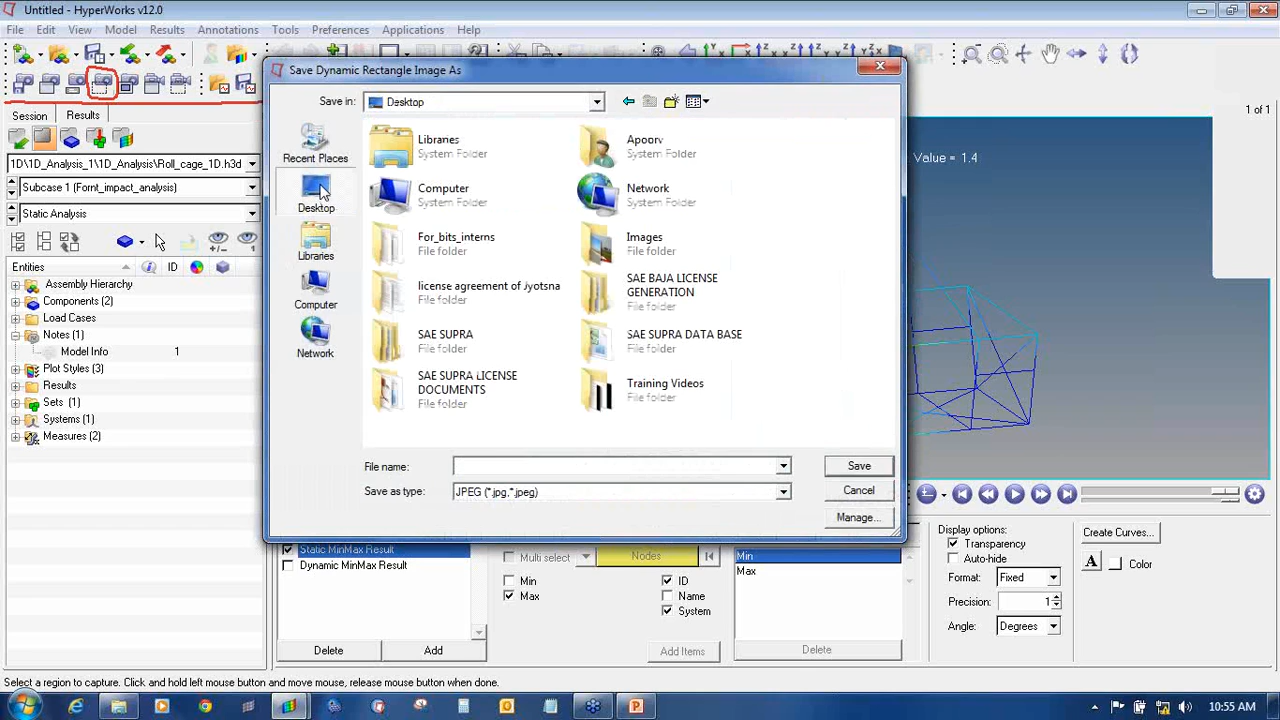 Untitled - HyperWorks v12.0
File Edit View Model Results Annotations Tools Preferences Applications Help
Save Dynamic Rectangle Image As
Save in: Desktop
Session Results
1 of 1
1D\1D_Analysis_1\1D_Analysis\Roll_cage_1D.h3d
Subcase 1 (Fornt_impact_analysis)
Static Analysis
Entities ID
Assembly Hierarchy
Components (2)
Load Cases
Notes (1)
Model Info 1
Plot Styles (3)
Results
Sets (1)
Systems (1)
Measures (2)
Recent Places
Desktop
Libraries
Computer
Network
Libraries
System Folder
Apoorv
System Folder
Computer
System Folder
Network
System Folder
For_bits_interns
File folder
Images
File folder
license agreement of Jyotsna
File folder
SAE BAJA LICENSE
GENERATION
File folder
SAE SUPRA
File folder
SAE SUPRA DATA BASE
File folder
SAE SUPRA LICENSE
DOCUMENTS
File folder
Training Videos
File folder
Value = 1.4
File name: Save
Save as type: JPEG (*.jpg,*.jpeg) Cancel
Manage...
Static MinMax Result
Dynamic MinMax Result
Delete Add
Multi select Nodes
Min ID
Max Name
System
Add Items
Min
Max
Delete
Display options:
Transparency
Auto-hide
Format: Fixed
Precision: 1
Angle: Degrees
Create Curves...
A Color
Select a region to capture. Click and hold left mouse button and move mouse, release mouse button when done.
10:55 AM